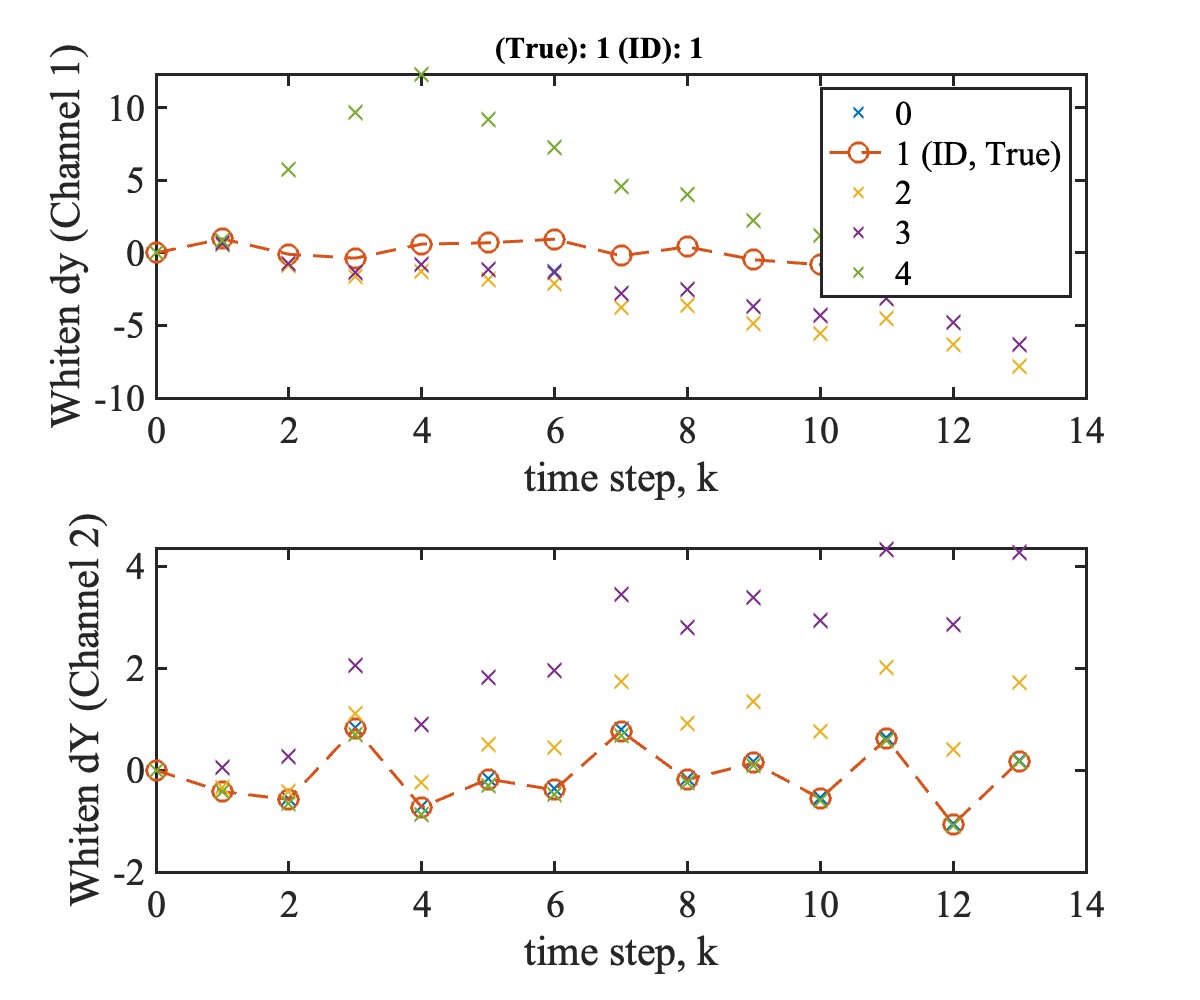 (True): 1 (ID): 1
Whiten dy (Channel 1)
10
5
0
-5
-10
0 2 4 6 8 10 12 14
time step, k
0
1 (ID, True)
2
3
4
Whiten dY (Channel 2)
4
2
0
-2
0 2 4 6 8 10 12 14
time step, k